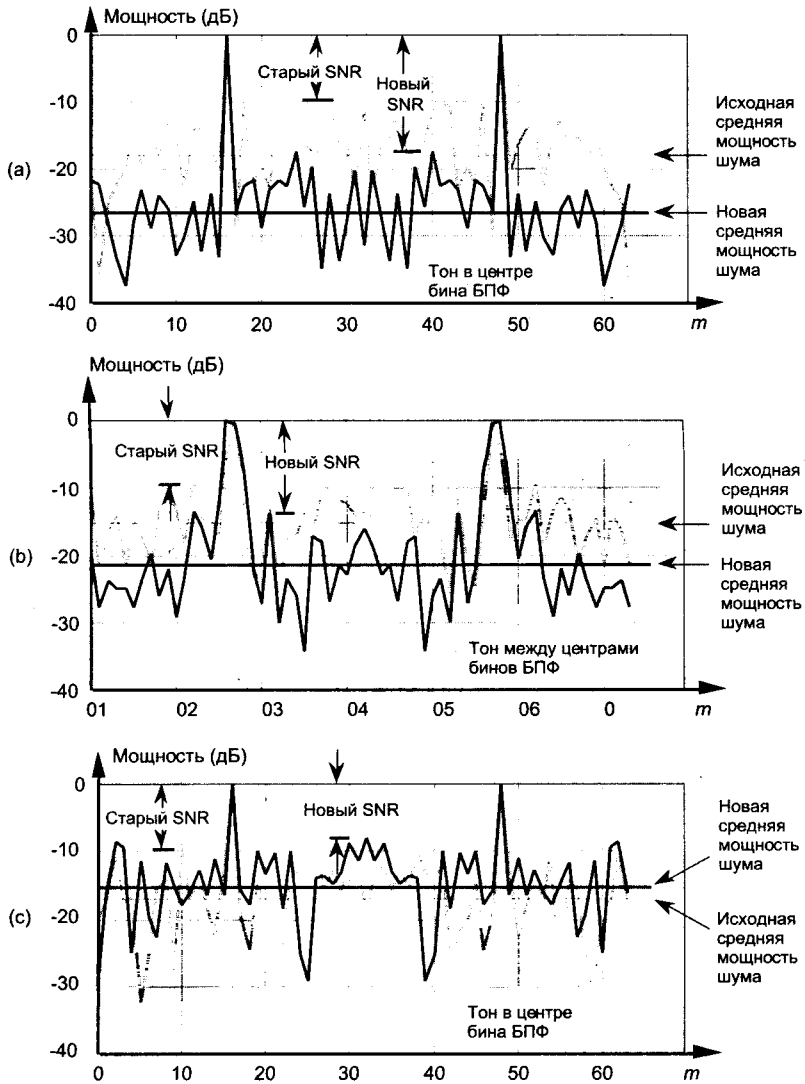 Мощность (дБ)
0
-10
-20
-30
-40
(a)
Старый SNR
Новый
SNR
Исходная
средняя
мощность
шума
Новая
средняя
мощность
шума
Тон в центре
бина БПФ
0 10 20 30 40 50 60 m
Мощность (дБ)
0
-10
-20
-30
-40
(b)
Старый SNR
Новый SNR
Исходная
средняя
мощность
шума
Новая
средняя
мощность
шума
Тон между центрами
бинов БПФ
01 02 03 04 05 06 0 m
Мощность (дБ)
0
-10
-20
-30
-40
(c)
Старый SNR
Новый SNR
Новая
средняя
мощность
шума
Исходная
средняя
мощность
шума
Тон в центре
бина БПФ
0 10 20 30 40 50 60 m